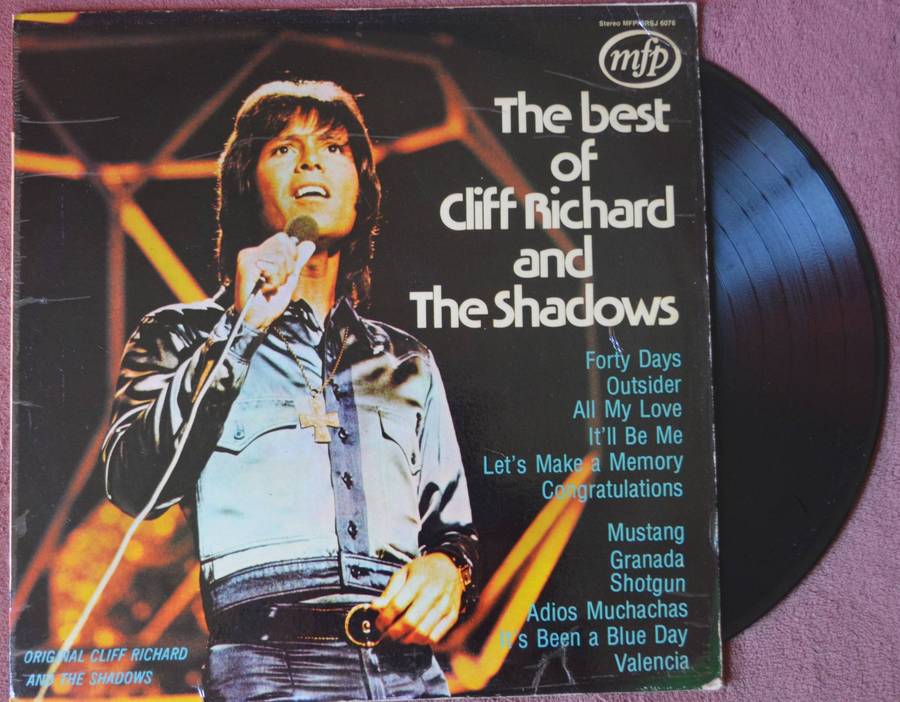 Stereo MFP SRSJ 6076
mfp
The best
of
Cliff Richard
and
The Shadows
Forty Days
Outsider
All My Love
It'll Be Me
Let's Make a Memory
Congratulations
Mustang
Granada
Shotgun
Adios Muchachas
It's Been a Blue Day
Valencia
ORIGINAL CLIFF RICHARD
AND THE SHADOWS